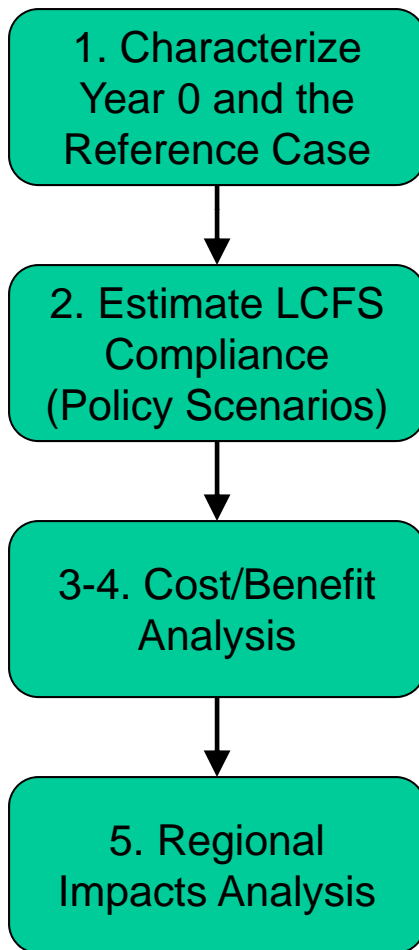 1. Characterize
Year 0 and the
Reference Case
2. Estimate LCFS
Compliance
(Policy Scenarios)
3-4. Cost/Benefit
Analysis
5. Regional
Impacts Analysis